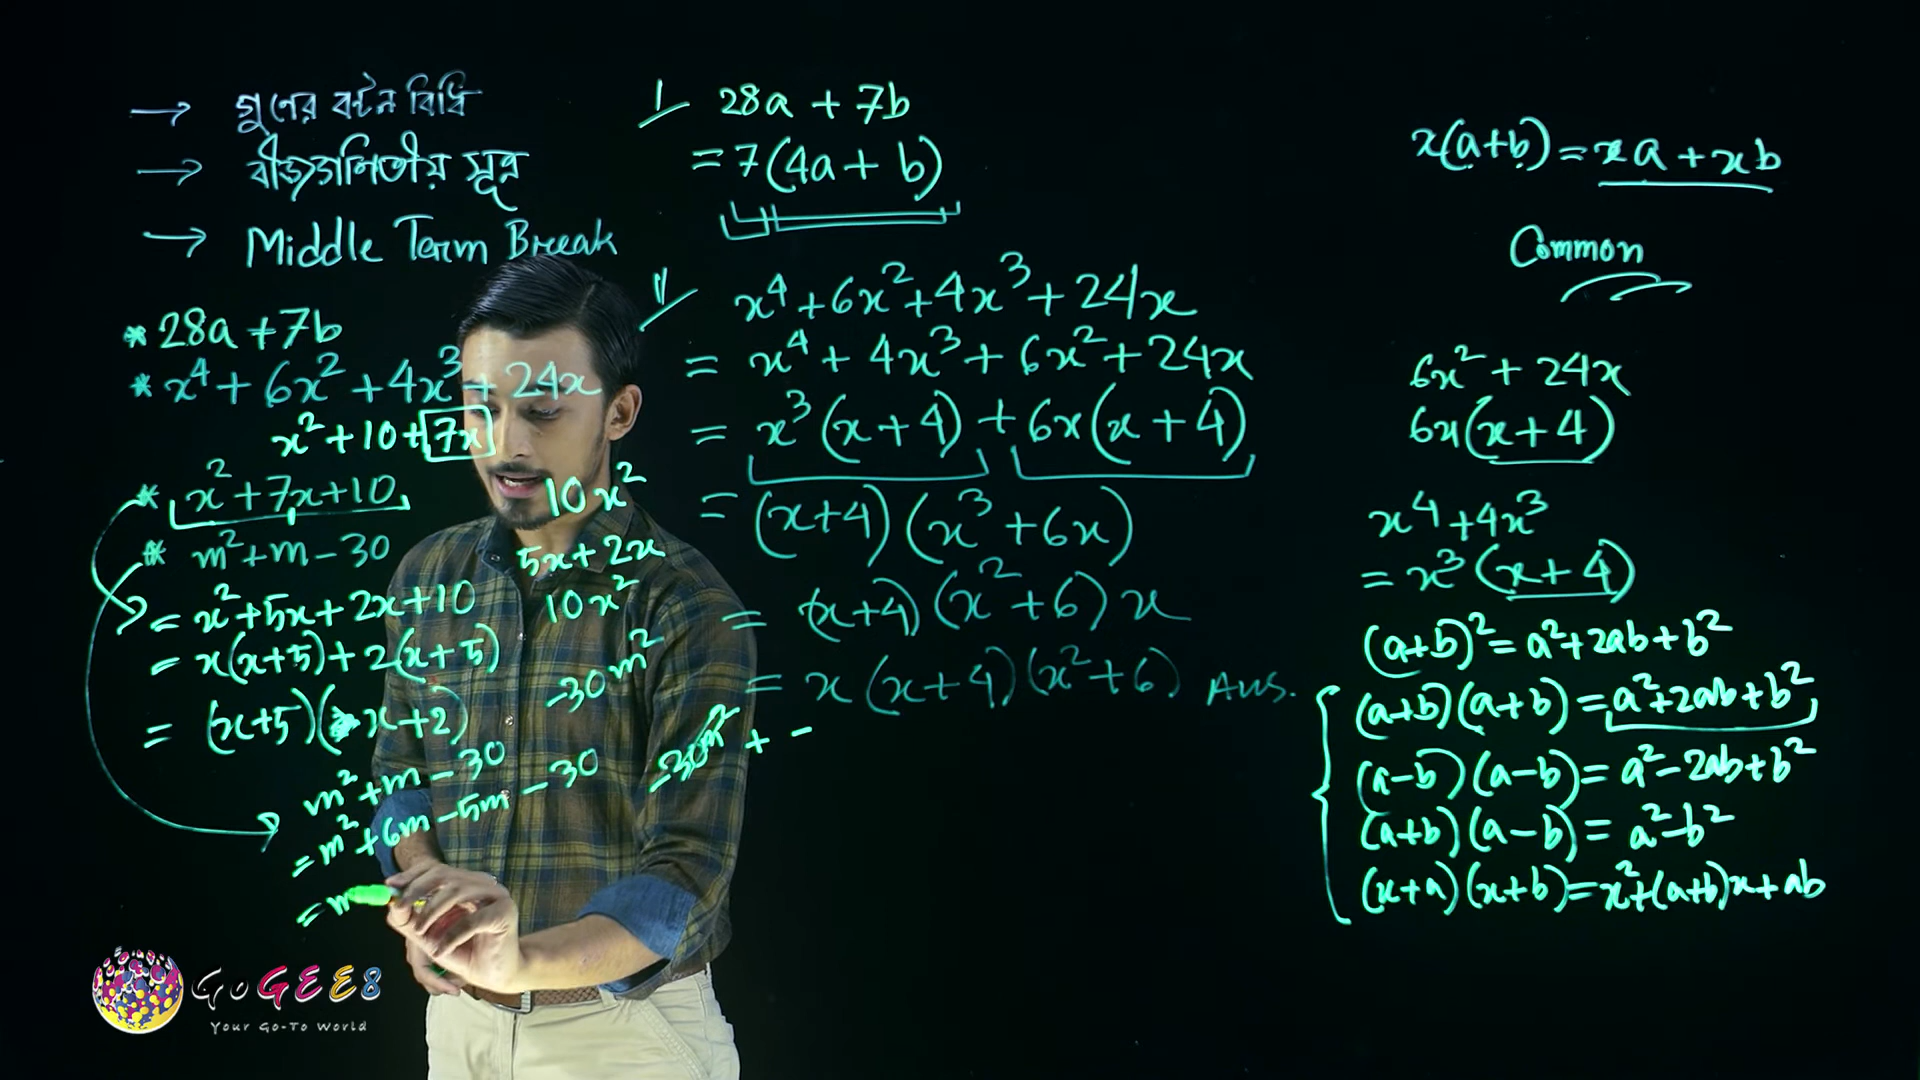 → গুণের বন্টন বিধি
→ বীজগাণিতীয় সূত্র
→ Middle Term Break
* 28a + 7b
* x⁴ + 6x² + 4x³ + 24x
x² + 10 + 7x
* x² + 7x + 10
* m² + m - 30
= x² + 5x + 2x + 10
= x(x+5) + 2(x+5)
= (x+5)(x+2)
m² + m - 30
= m² + 6m - 5m - 30
= m
10x²
5x + 2x
10x²
-30m²
-30m² + -
I 28a + 7b
= 7(4a + b)
II x⁴ + 6x² + 4x³ + 24x
= x⁴ + 4x³ + 6x² + 24x
= x³(x+4) + 6x(x+4)
= (x+4)(x³ + 6x)
= (x+4)(x² + 6)x
= x(x+4)(x²+6) Ans.
x(a+b) = xa + xb
Common
6x² + 24x
6x(x+4)
x⁴ + 4x³
= x³(x+4)
(a+b)² = a² + 2ab + b²
(a+b)(a+b) = a² + 2ab + b²
(a-b)(a-b) = a² - 2ab + b²
(a+b)(a-b) = a² - b²
(x+a)(x+b) = x² + (a+b)x + ab
GoGEE8
Your Go-To World